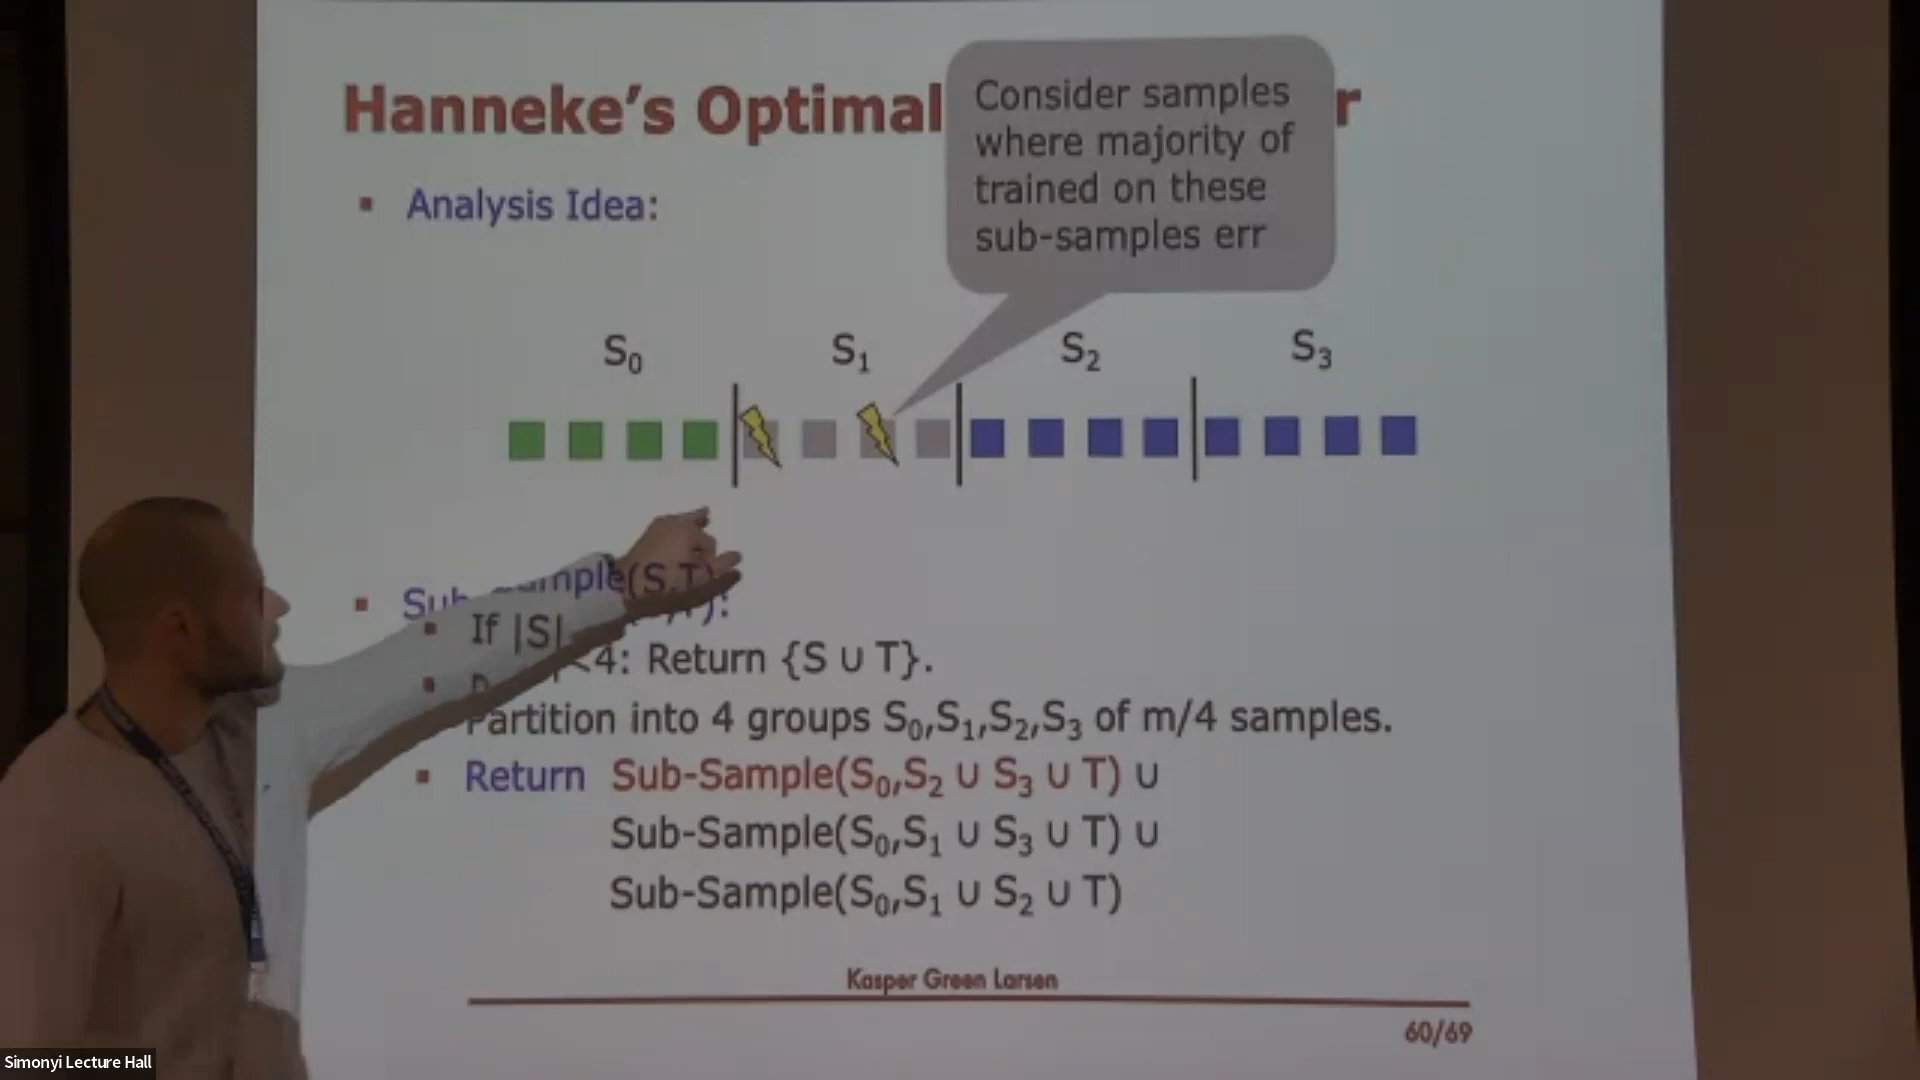 Hanneke's Optimal r
Consider samples
where majority of
trained on these
sub-samples err
Analysis Idea:
S₀ S₁ S₂ S₃
If |S| <4: Return {S ∪ T}.
Partition into 4 groups S₀,S₁,S₂,S₃ of m/4 samples.
Return Sub-Sample(S₀,S₂ ∪ S₃ ∪ T) ∪
Sub-Sample(S₀,S₁ ∪ S₃ ∪ T) ∪
Sub-Sample(S₀,S₁ ∪ S₂ ∪ T)
Kasper Green Larsen
60/69
Simonyi Lecture Hall